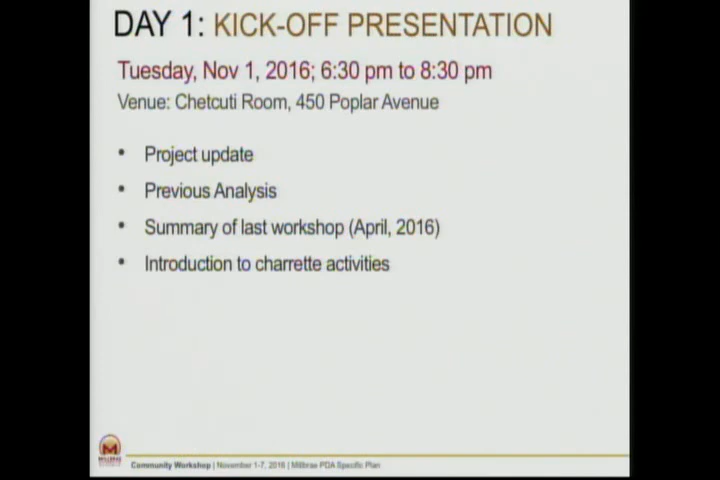 DAY 1: KICK-OFF PRESENTATION
Tuesday, Nov 1, 2016; 6:30 pm to 8:30 pm
Venue: Chetcuti Room, 450 Poplar Avenue
• Project update
• Previous Analysis
• Summary of last workshop (April, 2016)
• Introduction to charrette activities
Community Workshop | November 1-7, 2016 | Millbrae PDA Specific Plan